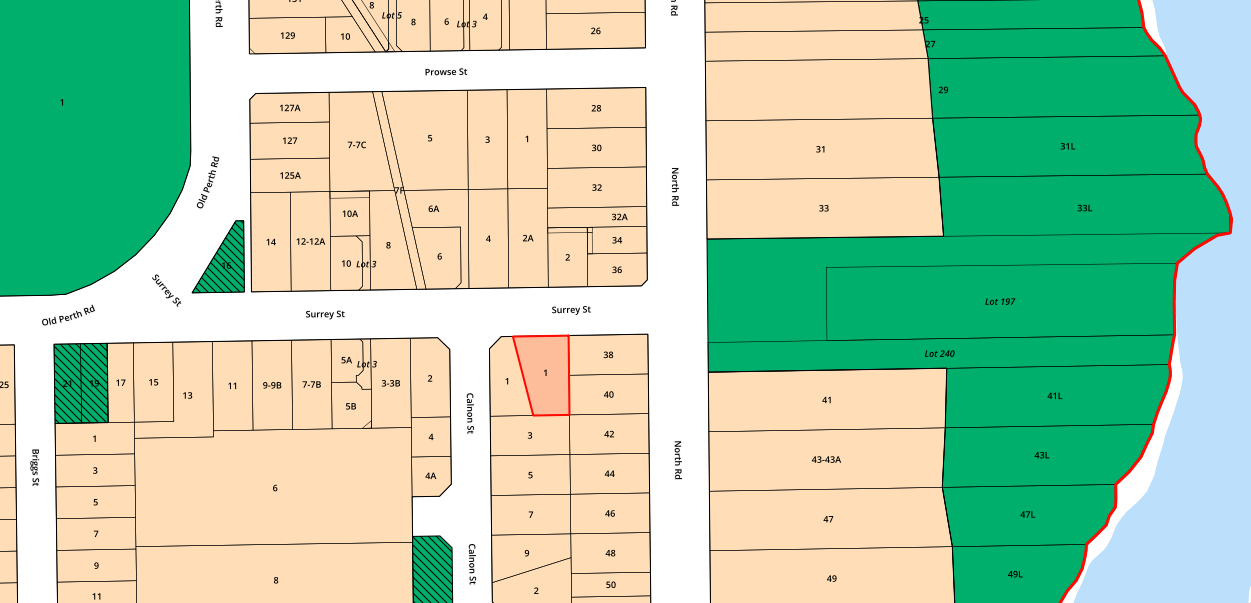 8
Lot 5
8
6
Lot 3
4
129
10
26
Prowse St
127A
127
125A
7-7C
5
3
1
28
30
32
32A
34
36
2
14
12-12A
10A
10
Lot 3
8
6A
6
4
2A
1
Old Perth Rd
16
Surrey St
Old Perth Rd
Surrey St
Surrey St
North Rd
25
27
29
31
31L
33
33L
Lot 197
Lot 240
25
21
19
17
15
13
11
9-9B
7-7B
5A
Lot 3
5B
3-3B
2
4
4A
1
1
38
40
3
42
5
44
7
46
9
48
2
50
Calnon St
Calnon St
North Rd
Briggs St
1
3
5
7
9
11
6
8
41
41L
43-43A
43L
47
47L
49
49L